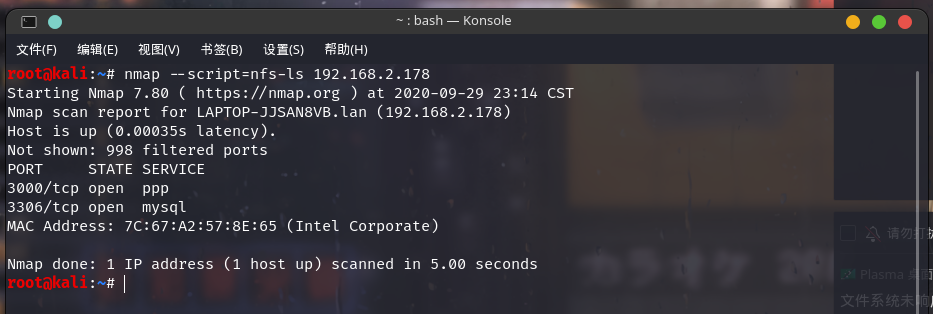 ~ : bash — Konsole
文件(F) 编辑(E) 视图(V) 书签(B) 设置(S) 帮助(H)
root@kali:~# nmap --script=nfs-ls 192.168.2.178
Starting Nmap 7.80 ( https://nmap.org ) at 2020-09-29 23:14 CST
Nmap scan report for LAPTOP-JJSAN8VB.lan (192.168.2.178)
Host is up (0.00035s latency).
Not shown: 998 filtered ports
PORT     STATE SERVICE
3000/tcp open  ppp
3306/tcp open  mysql
MAC Address: 7C:67:A2:57:8E:65 (Intel Corporate)
请勿打扰
Nmap done: 1 IP address (1 host up) scanned in 5.00 seconds
カラオケ
Plasma 桌面
root@kali:~#
文件系统未响